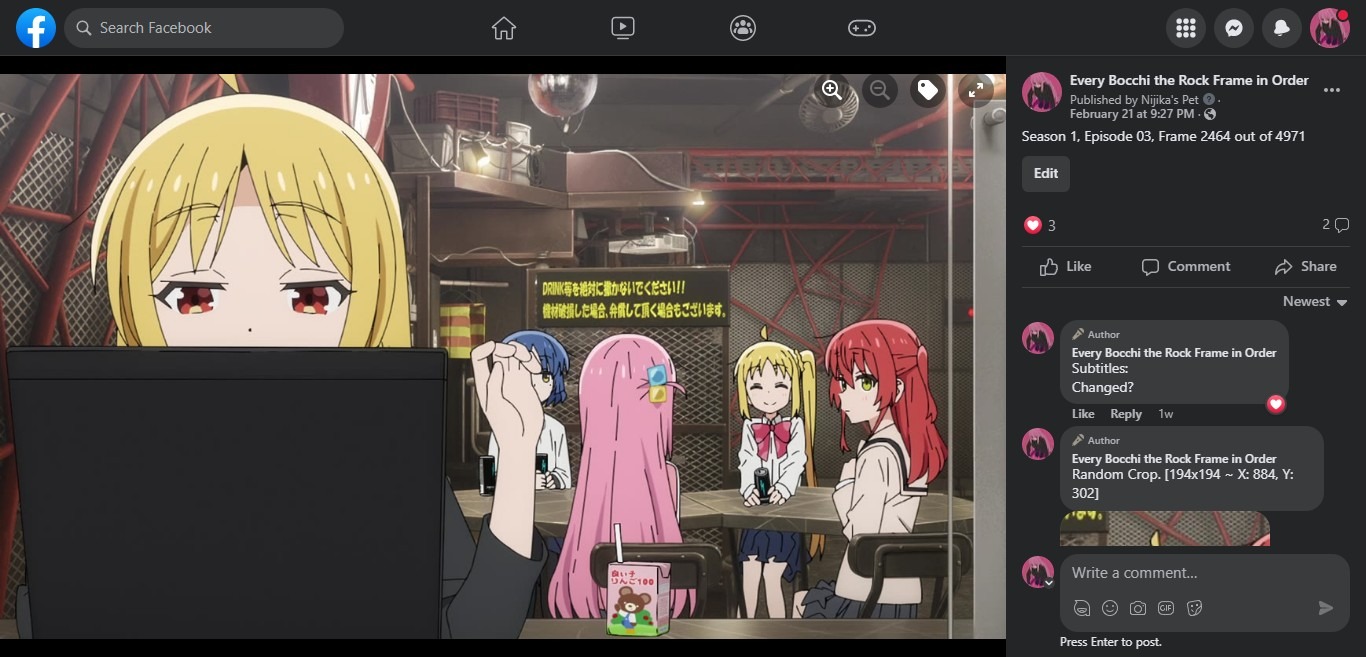 Search Facebook
DRINK等を絶対に撒かないでください!!
機材破損した場合、弁償して頂く場合もございます。
良い子
りんご100
Every Bocchi the Rock Frame in Order
Published by Nijika's Pet ·
February 21 at 9:27 PM ·
Season 1, Episode 03, Frame 2464 out of 4971
Edit
3
2
Like
Comment
Share
Newest
Author
Every Bocchi the Rock Frame in Order
Subtitles:
Changed?
Like Reply 1w
Author
Every Bocchi the Rock Frame in Order
Random Crop. [194x194 ~ X: 884, Y:
302]
Write a comment...
GIF
Press Enter to post.